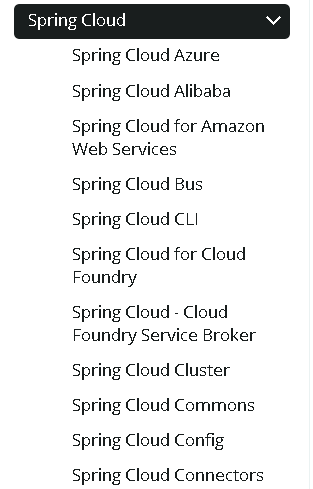 Spring Cloud
Spring Cloud Azure
Spring Cloud Alibaba
Spring Cloud for Amazon
Web Services
Spring Cloud Bus
Spring Cloud CLI
Spring Cloud for Cloud
Foundry
Spring Cloud - Cloud
Foundry Service Broker
Spring Cloud Cluster
Spring Cloud Commons
Spring Cloud Config
Spring Cloud Connectors